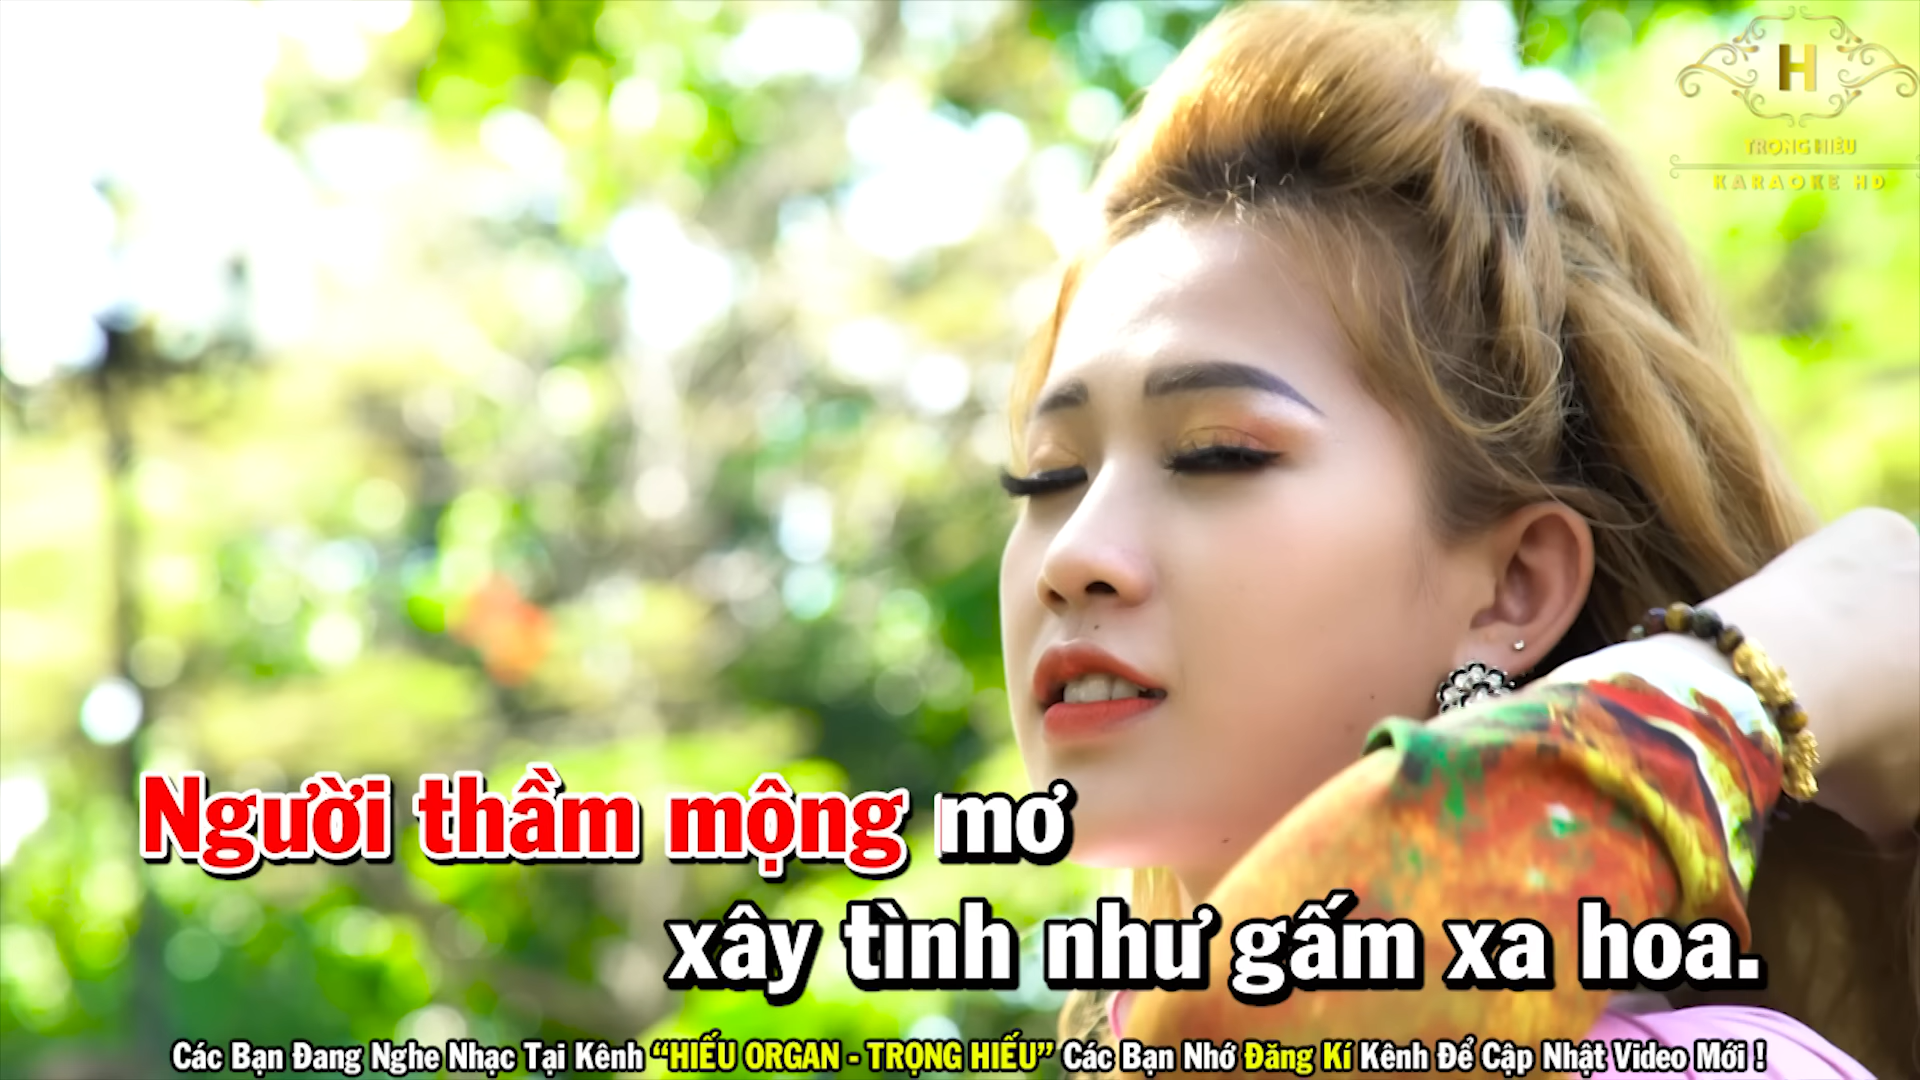 H
TRỌNG HIẾU
KARAOKE HD
Người thầm mộng mơ
xây tình như gấm xa hoa.
Các Bạn Đang Nghe Nhạc Tại Kênh “HIẾU ORGAN - TRỌNG HIẾU” Các Bạn Nhớ Đăng Kí Kênh Để Cập Nhật Video Mới !